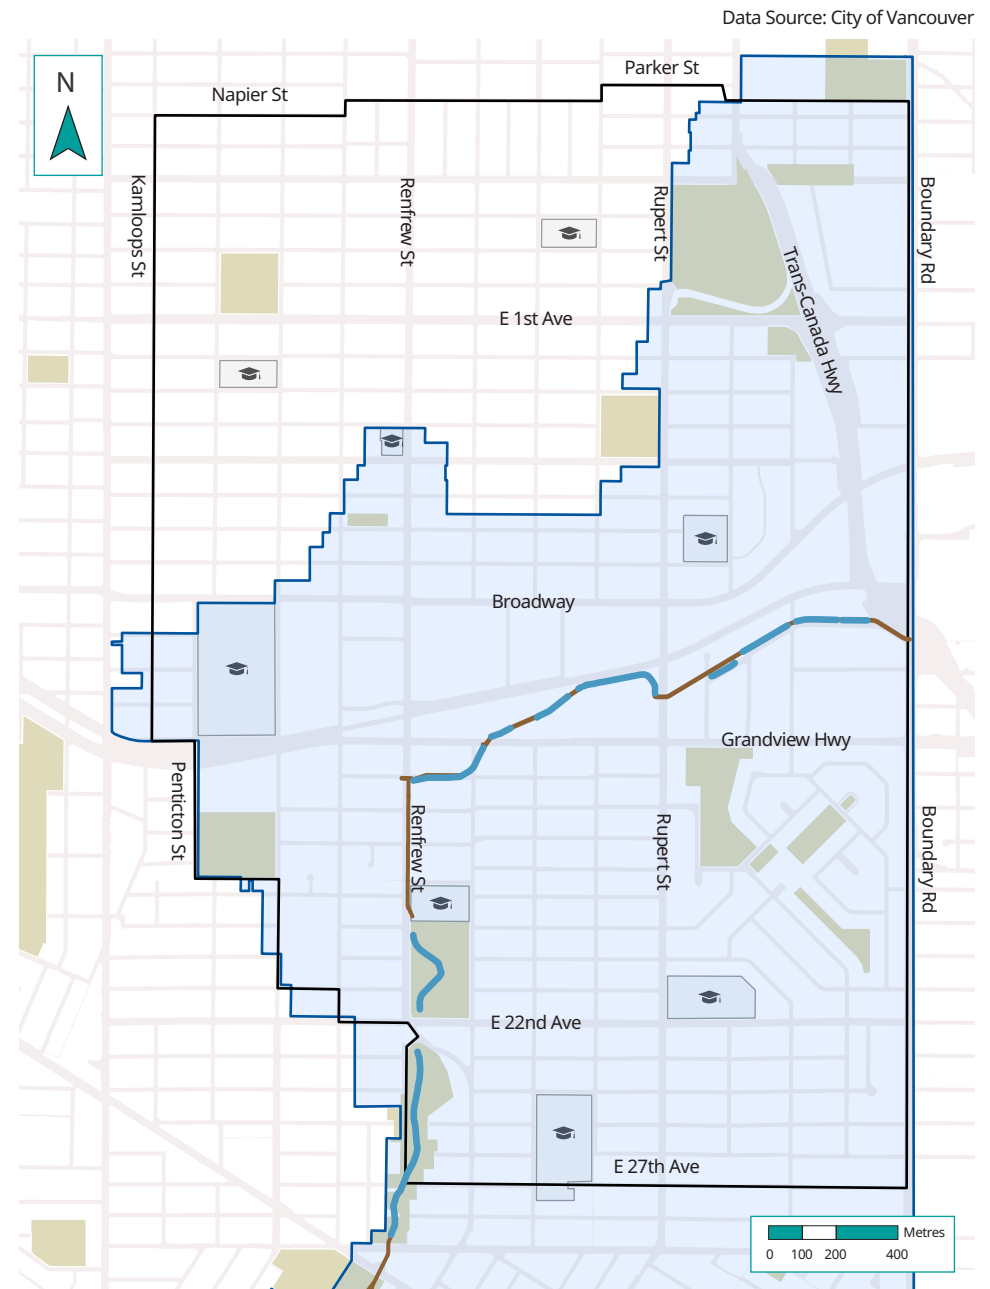 Data Source: City of Vancouver
N
Parker St
Napier St
Kamloops St
Renfrew St
Rupert St
Boundary Rd
Trans-Canada Hwy
E 1st Ave
Broadway
Grandview Hwy
Penticton St
Renfrew St
Rupert St
Boundary Rd
E 22nd Ave
E 27th Ave
Metres
0 100 200 400